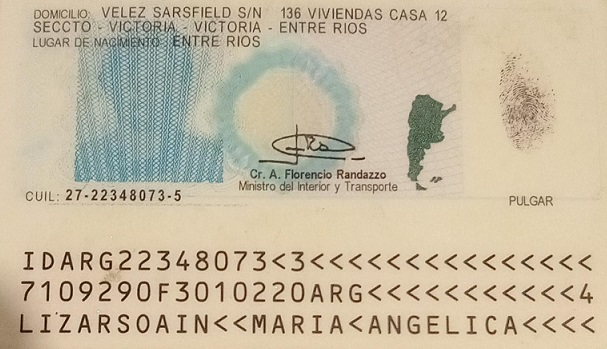 DOMICILIO: VELEZ SARSFIELD S/N 136 VIVIENDAS CASA 12
SECCTO - VICTORIA - VICTORIA - ENTRE RIOS
LUGAR DE NACIMIENTO: ENTRE RIOS
Cr. A. Florencio Randazzo
Ministro del Interior y Transporte
CUIL: 27-22348073-5
PULGAR
IDARG22348073<3<<<<<<<<<<<<<<<
7109290F3010220ARG<<<<<<<<<<<4
LIZARSOAIN<<MARIA<ANGELICA<<<<